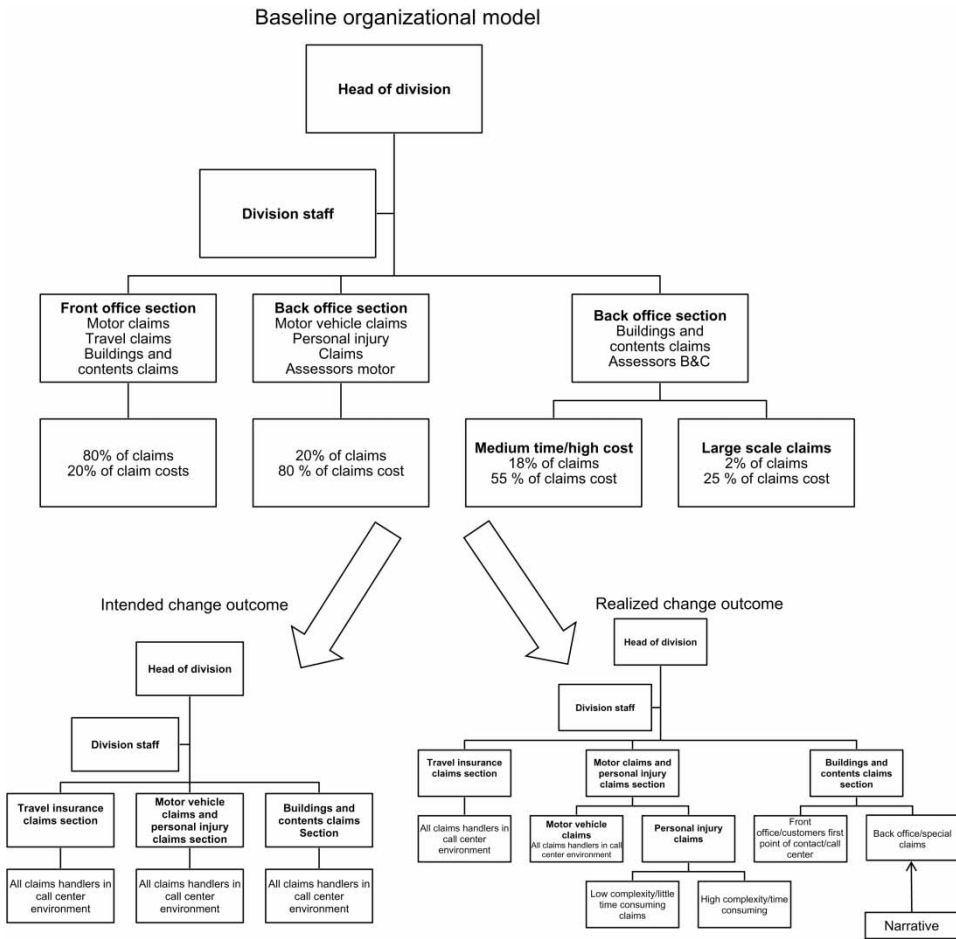 Baseline organizational model
Head of division
Division staff
Front office section
Motor claims
Travel claims
Buildings and
contents claims
Back office section
Motor vehicle claims
Personal injury
Claims
Assessors motor
Back office section
Buildings and
contents claims
Assessors B&C
80% of claims
20% of claim costs
20% of claims
80 % of claims cost
Medium time/high cost
18% of claims
55 % of claims cost
Large scale claims
2% of claims
25 % of claims cost
Intended change outcome
Head of division
Division staff
Travel insurance
claims section
Motor vehicle
claims and
personal injury
claims section
Buildings and
contents claims
Section
All claims handlers in
call center
environment
All claims handlers in
call center
environment
All claims handlers in
call center
environment
Realized change outcome
Head of
division
Division staff
Travel insurance
claims section
Motor claims and
personal injury
claims section
Buildings and
contents claims
section
All claims handlers in
call center
environment
Motor vehicle
claims
All claims handlers in call
center environment
Personal injury
claims
Front
office/customers first
point of contact/call
center
Back office/special
claims
Low complexity/little
time consuming
claims
High complexity/time
consuming
Narrative